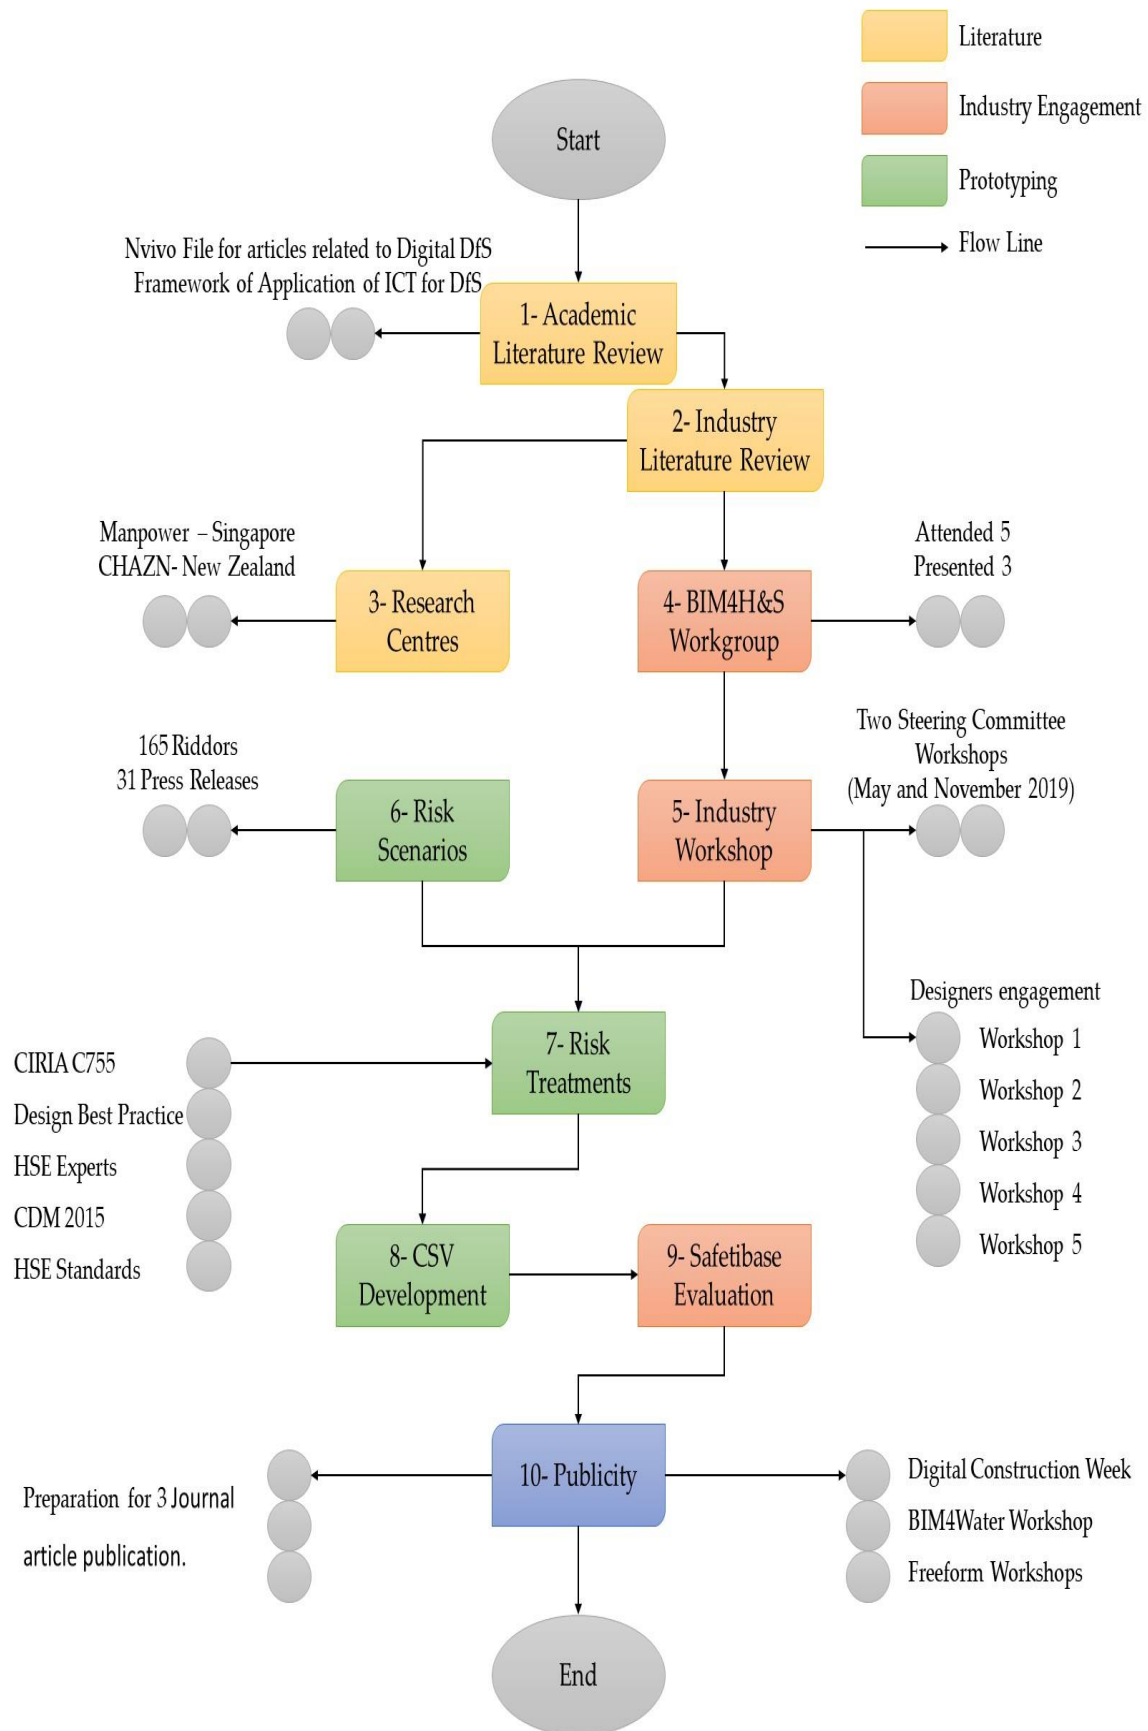 Literature
Industry Engagement
Prototyping
Flow Line
Start
Nvivo File for articles related to Digital DfS
Framework of Application of ICT for DfS
1- Academic
Literature Review
2- Industry
Literature Review
Manpower – Singapore
CHAZN- New Zealand
3- Research
Centres
4- BIM4H&S
Workgroup
Attended 5
Presented 3
165 Riddors
31 Press Releases
6- Risk
Scenarios
5- Industry
Workshop
Two Steering Committee
Workshops
(May and November 2019)
Designers engagement
Workshop 1
Workshop 2
Workshop 3
Workshop 4
Workshop 5
7- Risk
Treatments
CIRIA C755
Design Best Practice
HSE Experts
CDM 2015
HSE Standards
8- CSV
Development
9- Safetibase
Evaluation
10- Publicity
Preparation for 3 Journal
article publication.
Digital Construction Week
BIM4Water Workshop
Freeform Workshops
End